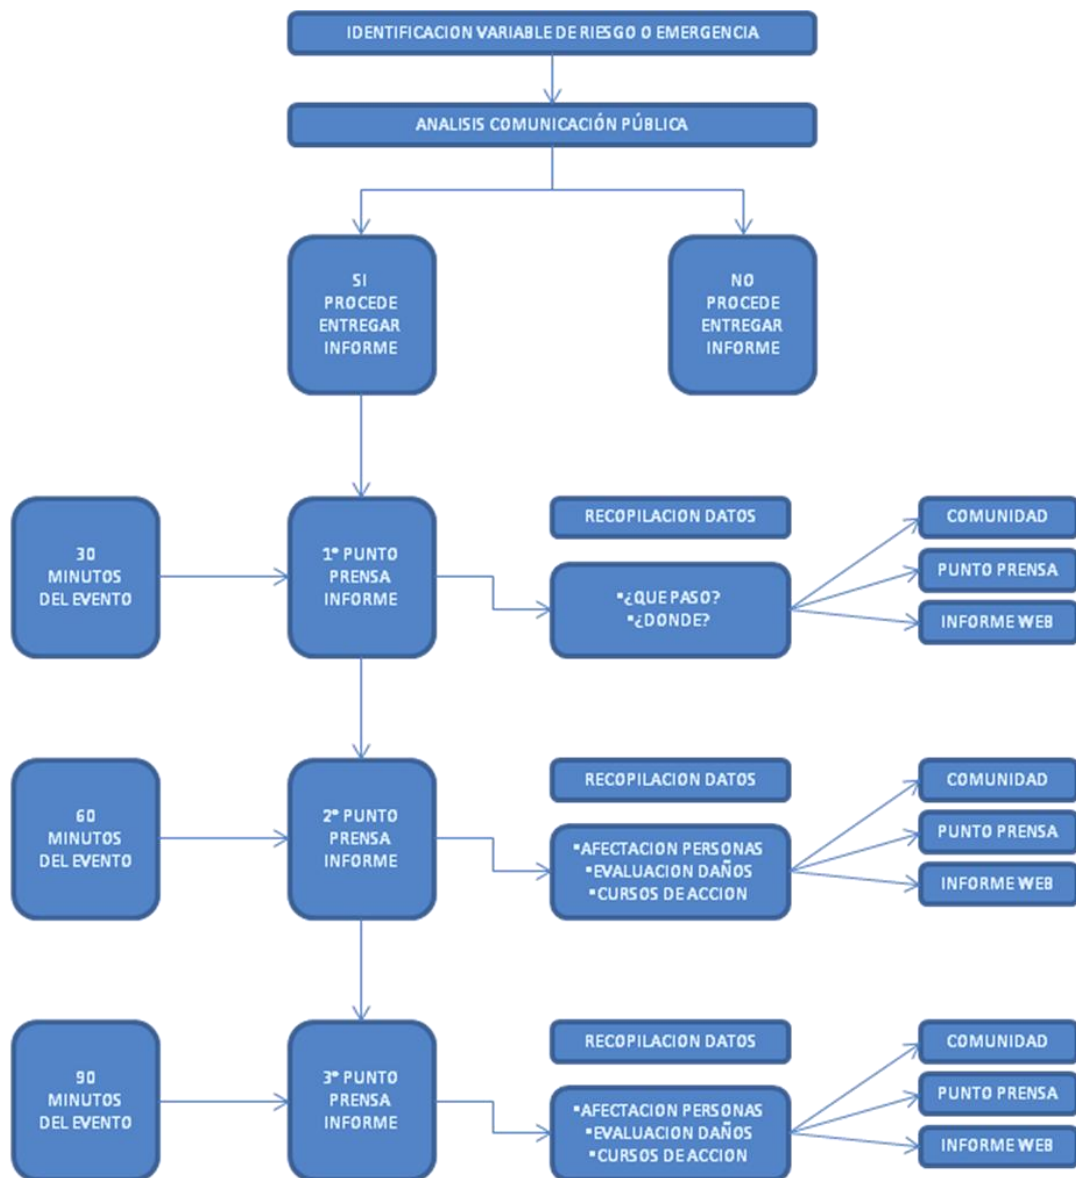 IDENTIFICACION VARIABLE DE RIESGO O EMERGENCIA
ANALISIS COMUNICACIÓN PÚBLICA
SI
PROCEDE
ENTREGAR
INFORME
NO
PROCEDE
ENTREGAR
INFORME
30
MINUTOS
DEL EVENTO
1° PUNTO
PRENSA
INFORME
RECOPILACION DATOS
▪¿QUE PASO?
▪¿DONDE?
COMUNIDAD
PUNTO PRENSA
INFORME WEB
60
MINUTOS
DEL EVENTO
2° PUNTO
PRENSA
INFORME
RECOPILACION DATOS
▪AFECTACION PERSONAS
▪EVALUACION DAÑOS
▪CURSOS DE ACCION
COMUNIDAD
PUNTO PRENSA
INFORME WEB
90
MINUTOS
DEL EVENTO
3° PUNTO
PRENSA
INFORME
RECOPILACION DATOS
▪AFECTACION PERSONAS
▪EVALUACION DAÑOS
▪CURSOS DE ACCION
COMUNIDAD
PUNTO PRENSA
INFORME WEB